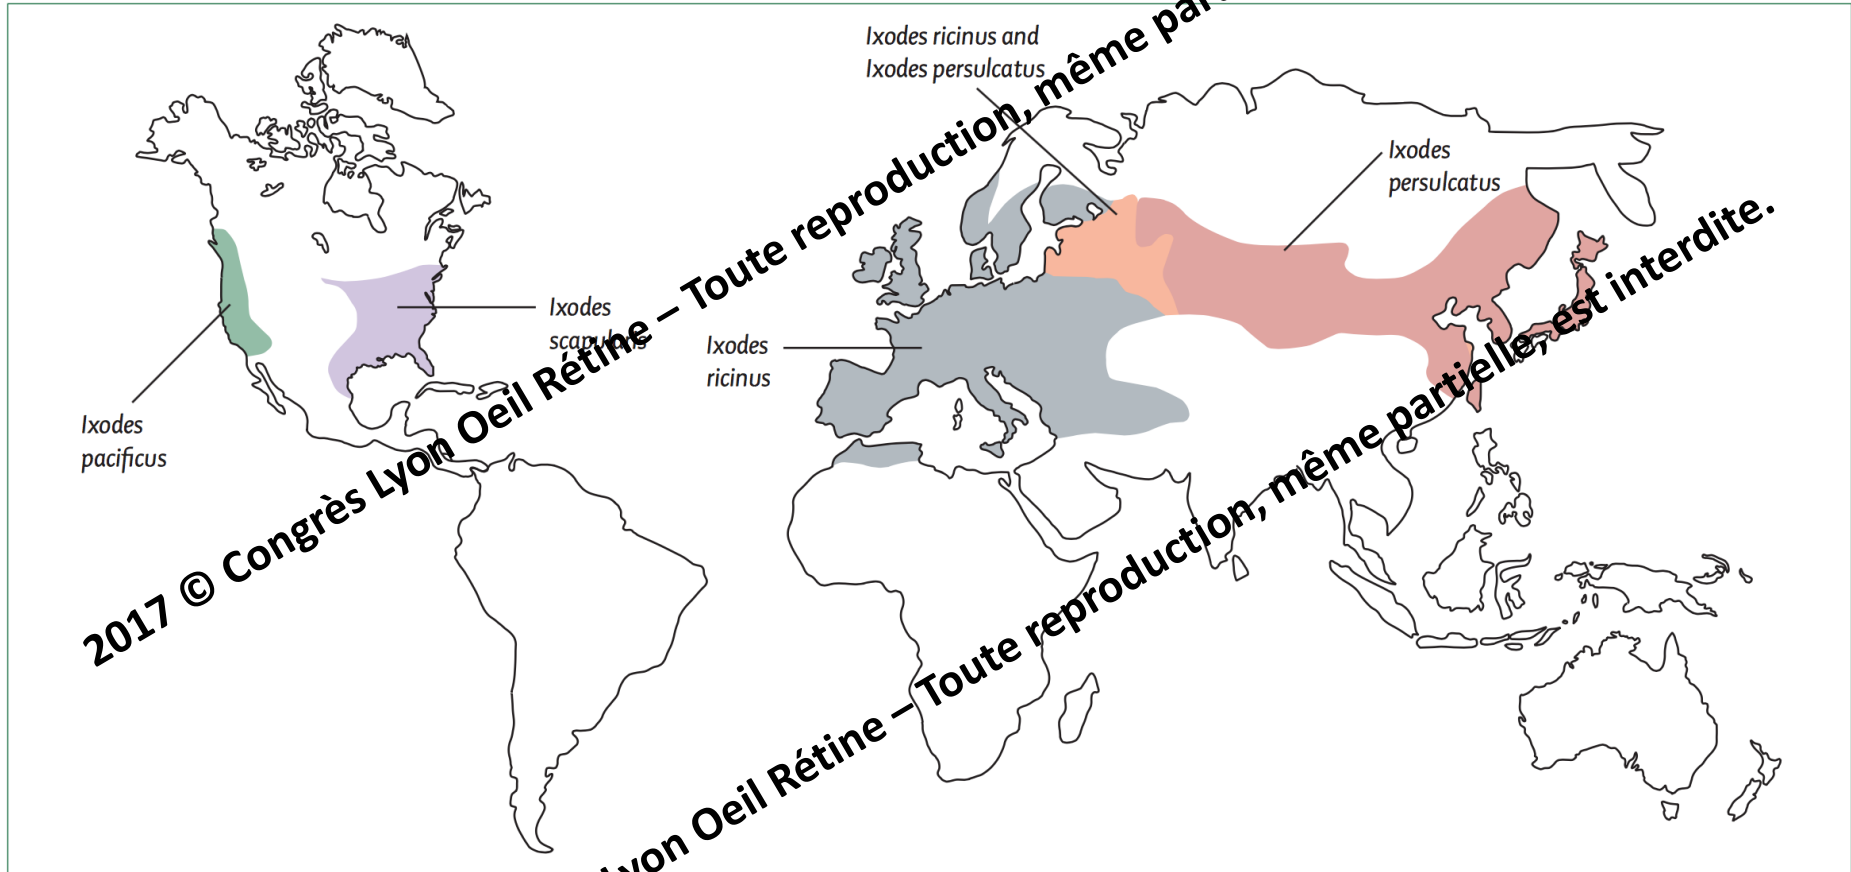 Ixodes ricinus and
Ixodes persulcatus
Ixodes
persulcatus
Ixodes
scapularis
Ixodes
ricinus
Ixodes
pacificus
2017 © Congrès Lyon Oeil Rétine – Toute reproduction, même par
Lyon Oeil Rétine – Toute reproduction, même partielle, est interdite.